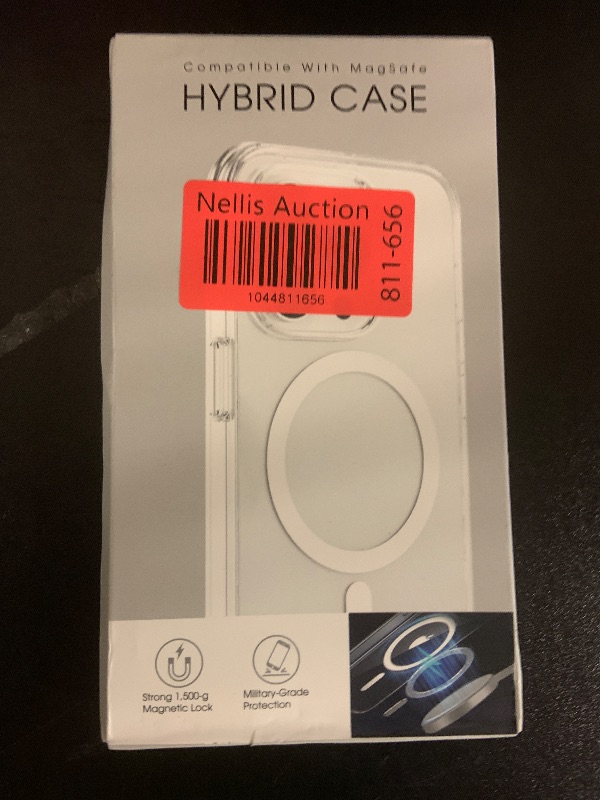 Compatible With MagSafe
HYBRID CASE
Nellis Auction
1044811656
811-656
Strong 1,500-g
Magnetic Lock
Military-Grade
Protection